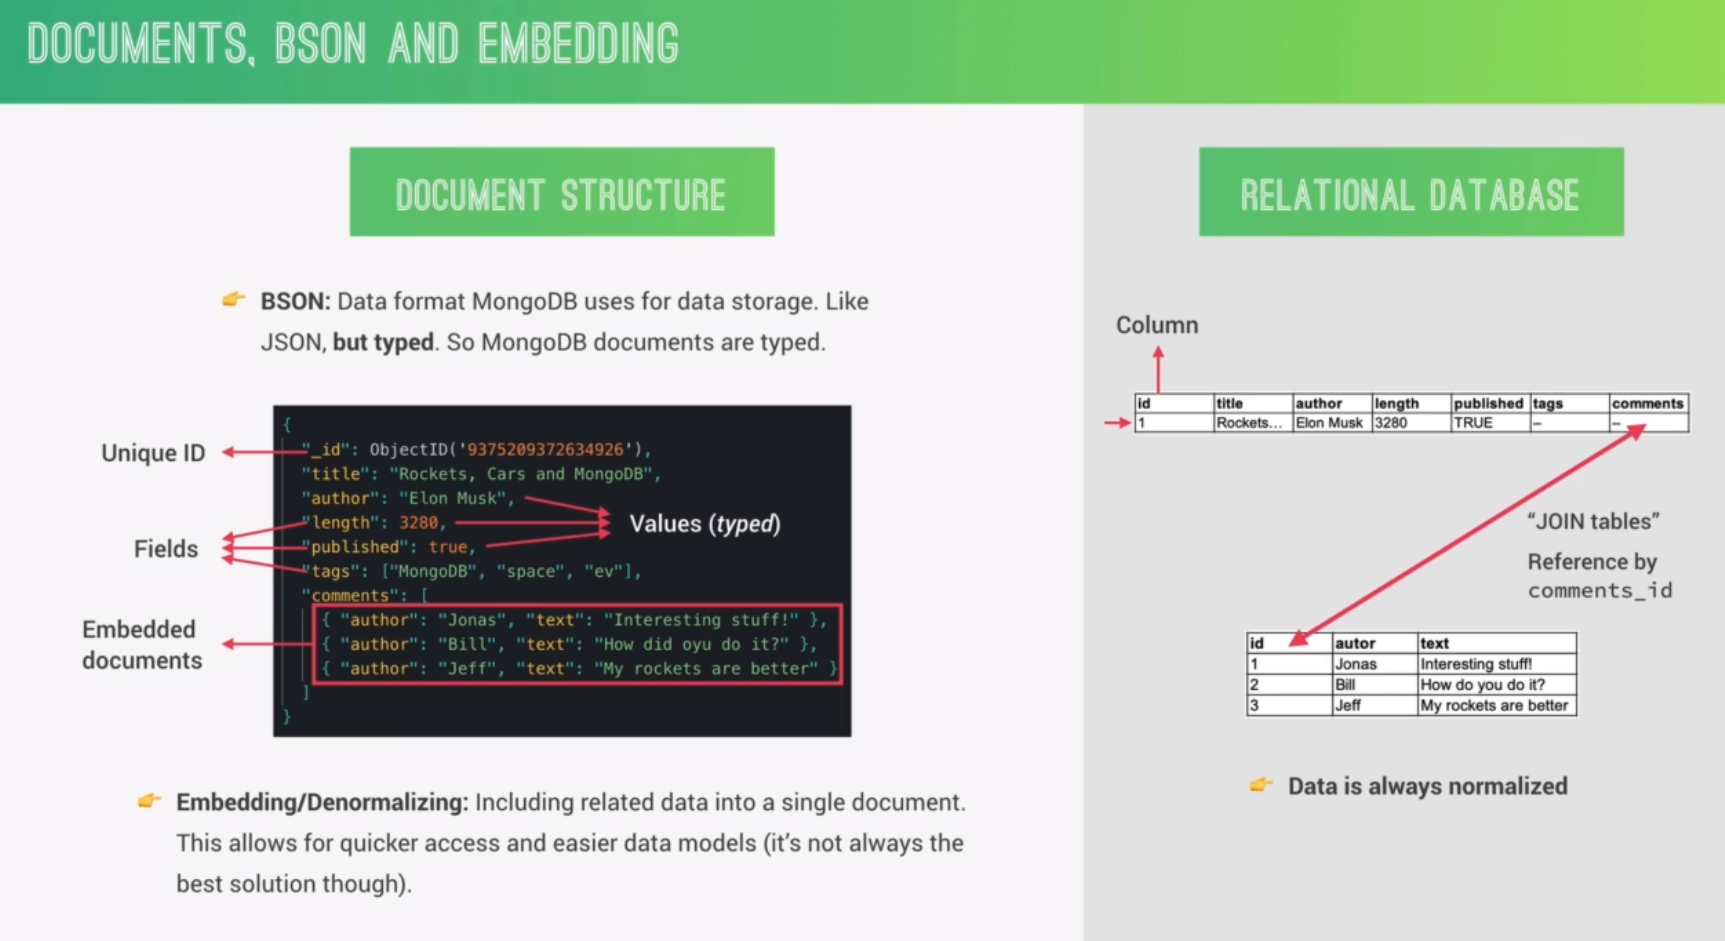 DOCUMENTS, BSON AND EMBEDDING
DOCUMENT STRUCTURE
👉 BSON: Data format MongoDB uses for data storage. Like
JSON, but typed. So MongoDB documents are typed.
Unique ID
Fields
Embedded
documents
{
"_id": ObjectID('9375209372634926'),
"title": "Rockets, Cars and MongoDB",
"author": "Elon Musk",
"length": 3280,
"published": true,
"tags": ["MongoDB", "space", "ev"],
"comments": [
{ "author": "Jonas", "text": "Interesting stuff!" },
{ "author": "Bill", "text": "How did oyu do it?" },
{ "author": "Jeff", "text": "My rockets are better" }
]
}
Values (typed)
👉 Embedding/Denormalizing: Including related data into a single document.
This allows for quicker access and easier data models (it's not always the
best solution though).
RELATIONAL DATABASE
Column
id title author length published tags comments
1 Rockets... Elon Musk 3280 TRUE – –
“JOIN tables”
Reference by
comments_id
id autor text
1 Jonas Interesting stuff!
2 Bill How do you do it?
3 Jeff My rockets are better
👉 Data is always normalized